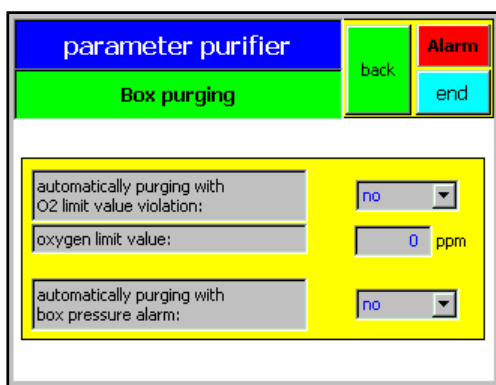 parameter purifier
back
Alarm
Box purging
end
automatically purging with
O2 limit value violation:
no
oxygen limit value:
0 ppm
automatically purging with
box pressure alarm:
no